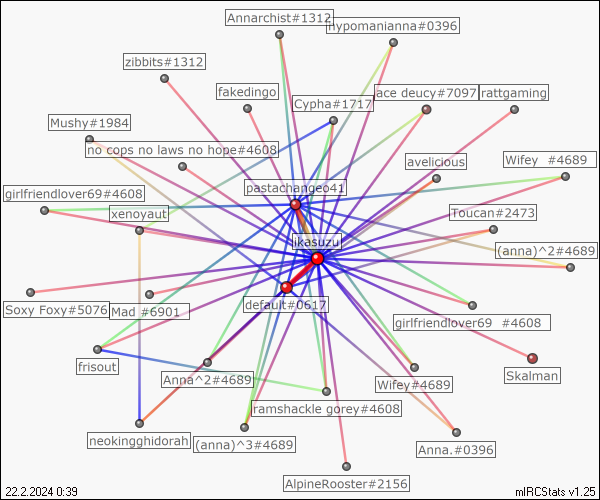 Annarchist#1312
nypomanianna#0396
zibbits#1312
fakedingo
Cypha#1717
ace deucy#7097
rattgaming
Mushy#1984
no cops no laws no hope#4608
avelicious
Wifey #4689
pastachangeo41
girlfriendlover69#4608
xenoyaut
Toucan#2473
ikasuzu
(anna)^2#4689
default#0617
Soxy Foxy#5076
Mad #6901
girlfriendlover69 #4608
frisout
Anna^2#4689
Wifey#4689
Skalman
ramshackle gorey#4608
neokingghidorah
(anna)^3#4689
Anna.#0396
AlpineRooster#2156
22.2.2024 0:39
mIRCStats v1.25